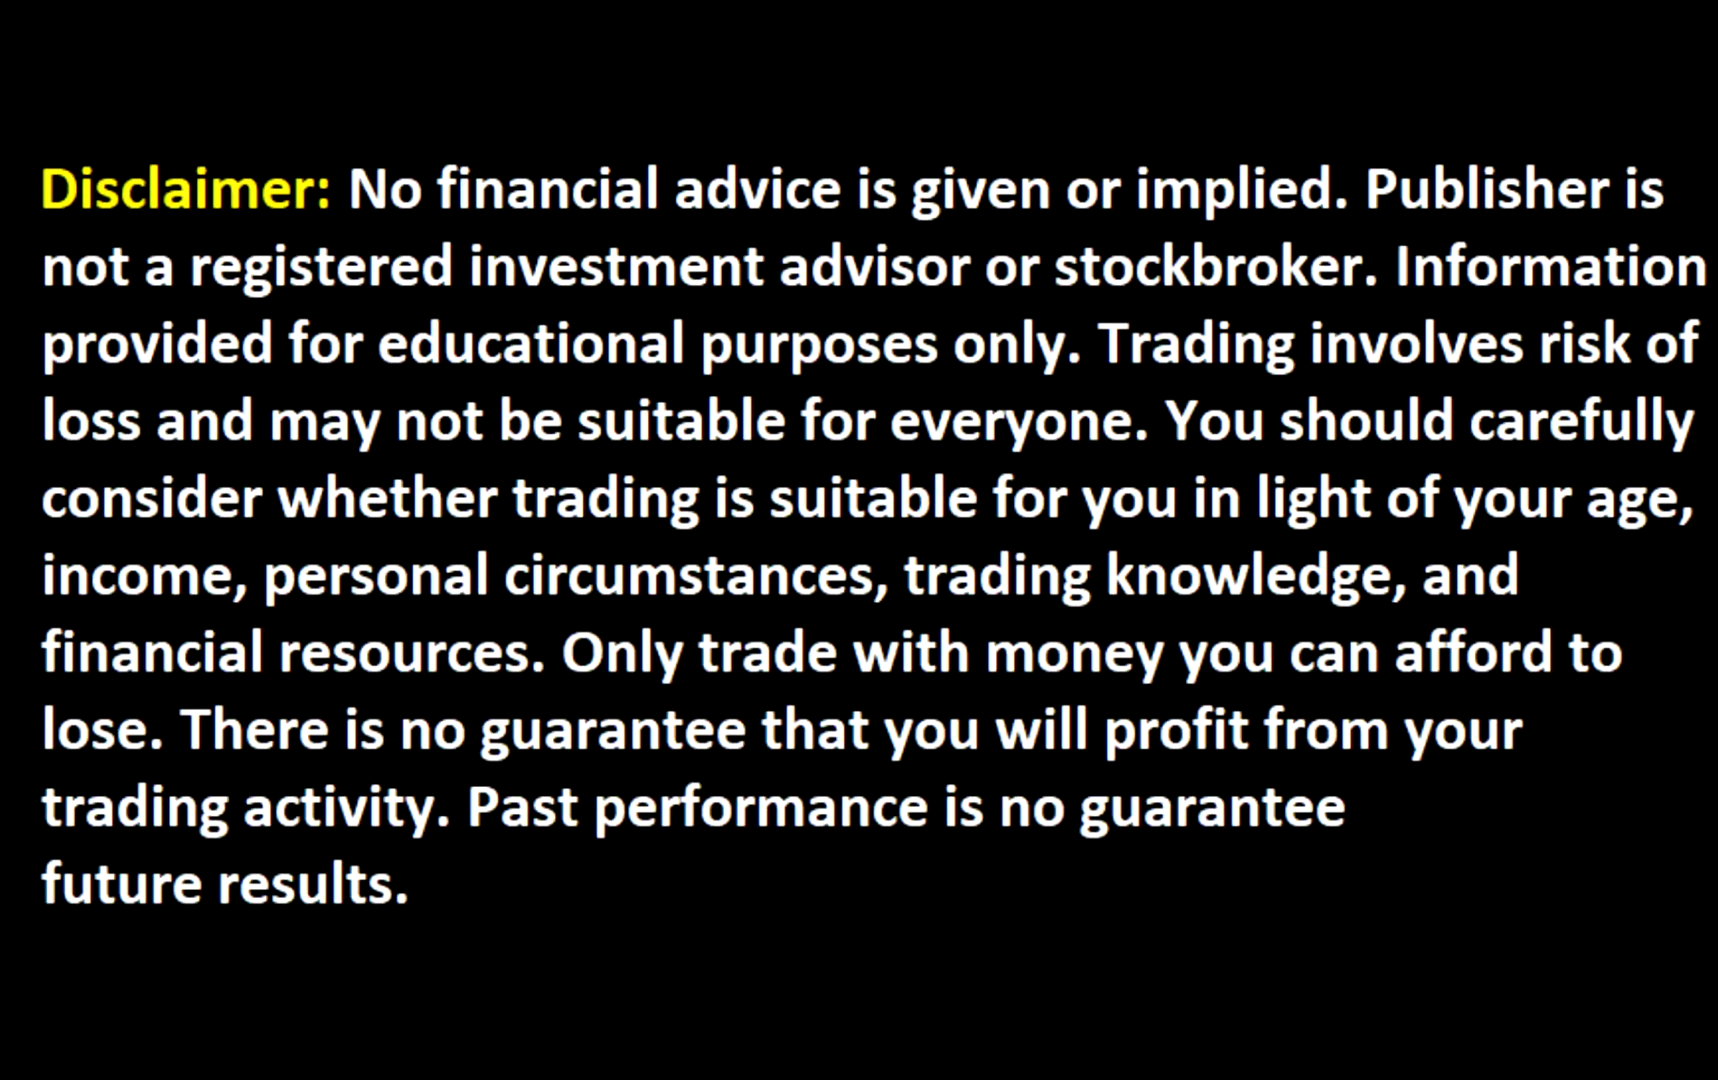 Disclaimer: No financial advice is given or implied. Publisher is
not a registered investment advisor or stockbroker. Information
provided for educational purposes only. Trading involves risk of
loss and may not be suitable for everyone. You should carefully
consider whether trading is suitable for you in light of your age,
income, personal circumstances, trading knowledge, and
financial resources. Only trade with money you can afford to
lose. There is no guarantee that you will profit from your
trading activity. Past performance is no guarantee
future results.